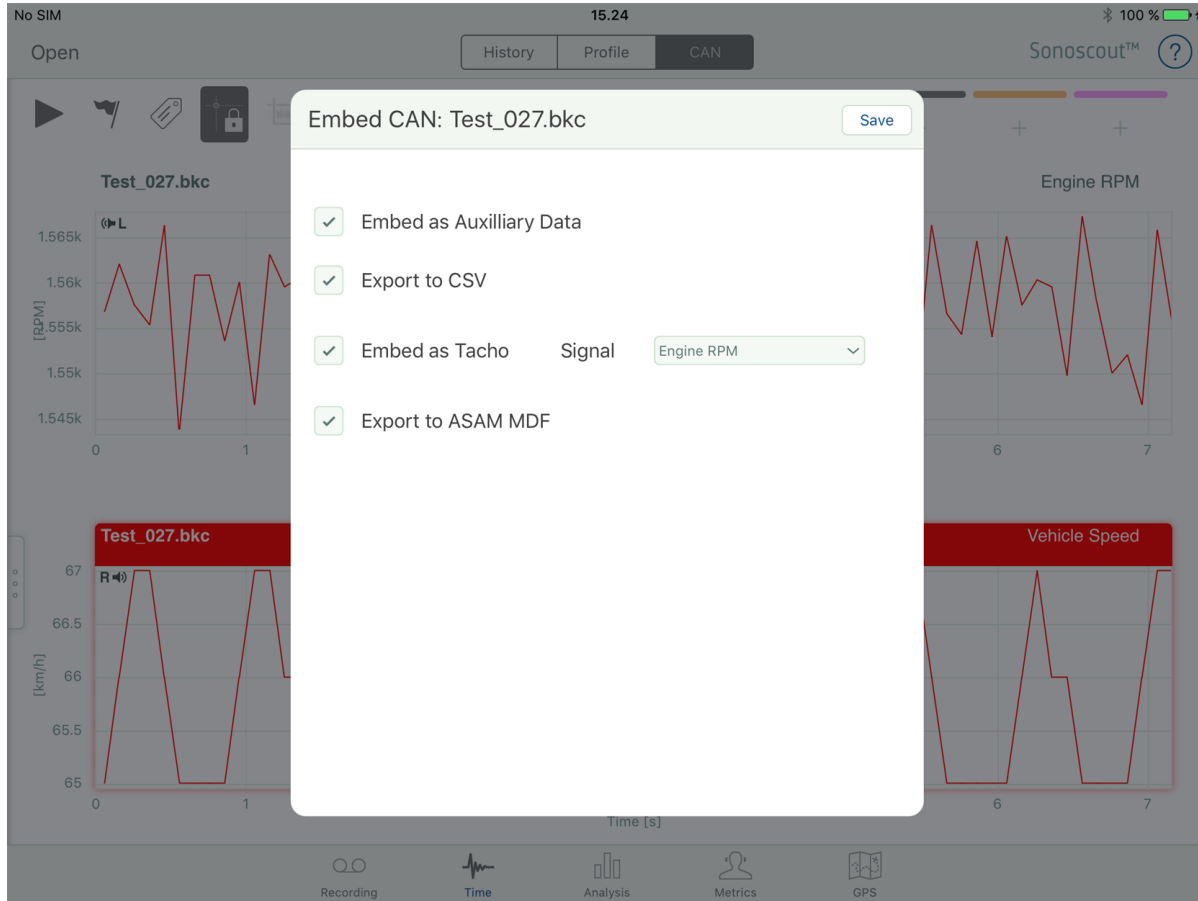 No SIM 15.24 100 %
Open History Profile CAN Sonoscout™ ?
Embed CAN: Test_027.bkc Save
Test_027.bkc Engine RPM
L
1.565k
1.56k
1.555k
1.55k
1.545k
[RPM]
0 1 6 7
Embed as Auxilliary Data
Export to CSV
Embed as Tacho Signal Engine RPM
Export to ASAM MDF
Test_027.bkc Vehicle Speed
R
67
66.5
66
65.5
65
[km/h]
0 1 6 7
Time [s]
Recording Time Analysis Metrics GPS